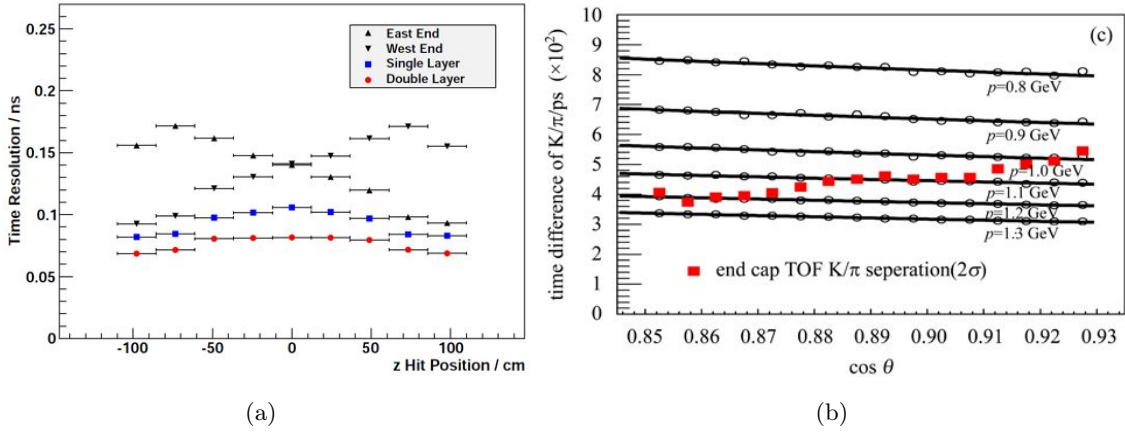 Time Resolution / ns
0.25
0.2
0.15
0.1
0.05
0
East End
West End
Single Layer
Double Layer
-100
-50
0
50
100
z Hit Position / cm
(a)
time difference of K/π/ps (×10²)
10
9
8
7
6
5
4
3
2
1
0
(c)
p=0.8 GeV
p=0.9 GeV
p=1.0 GeV
p=1.1 GeV
p=1.2 GeV
p=1.3 GeV
end cap TOF K/π seperation(2σ)
0.85 0.86 0.87 0.88 0.89 0.90 0.91 0.92 0.93
cos θ
(b)